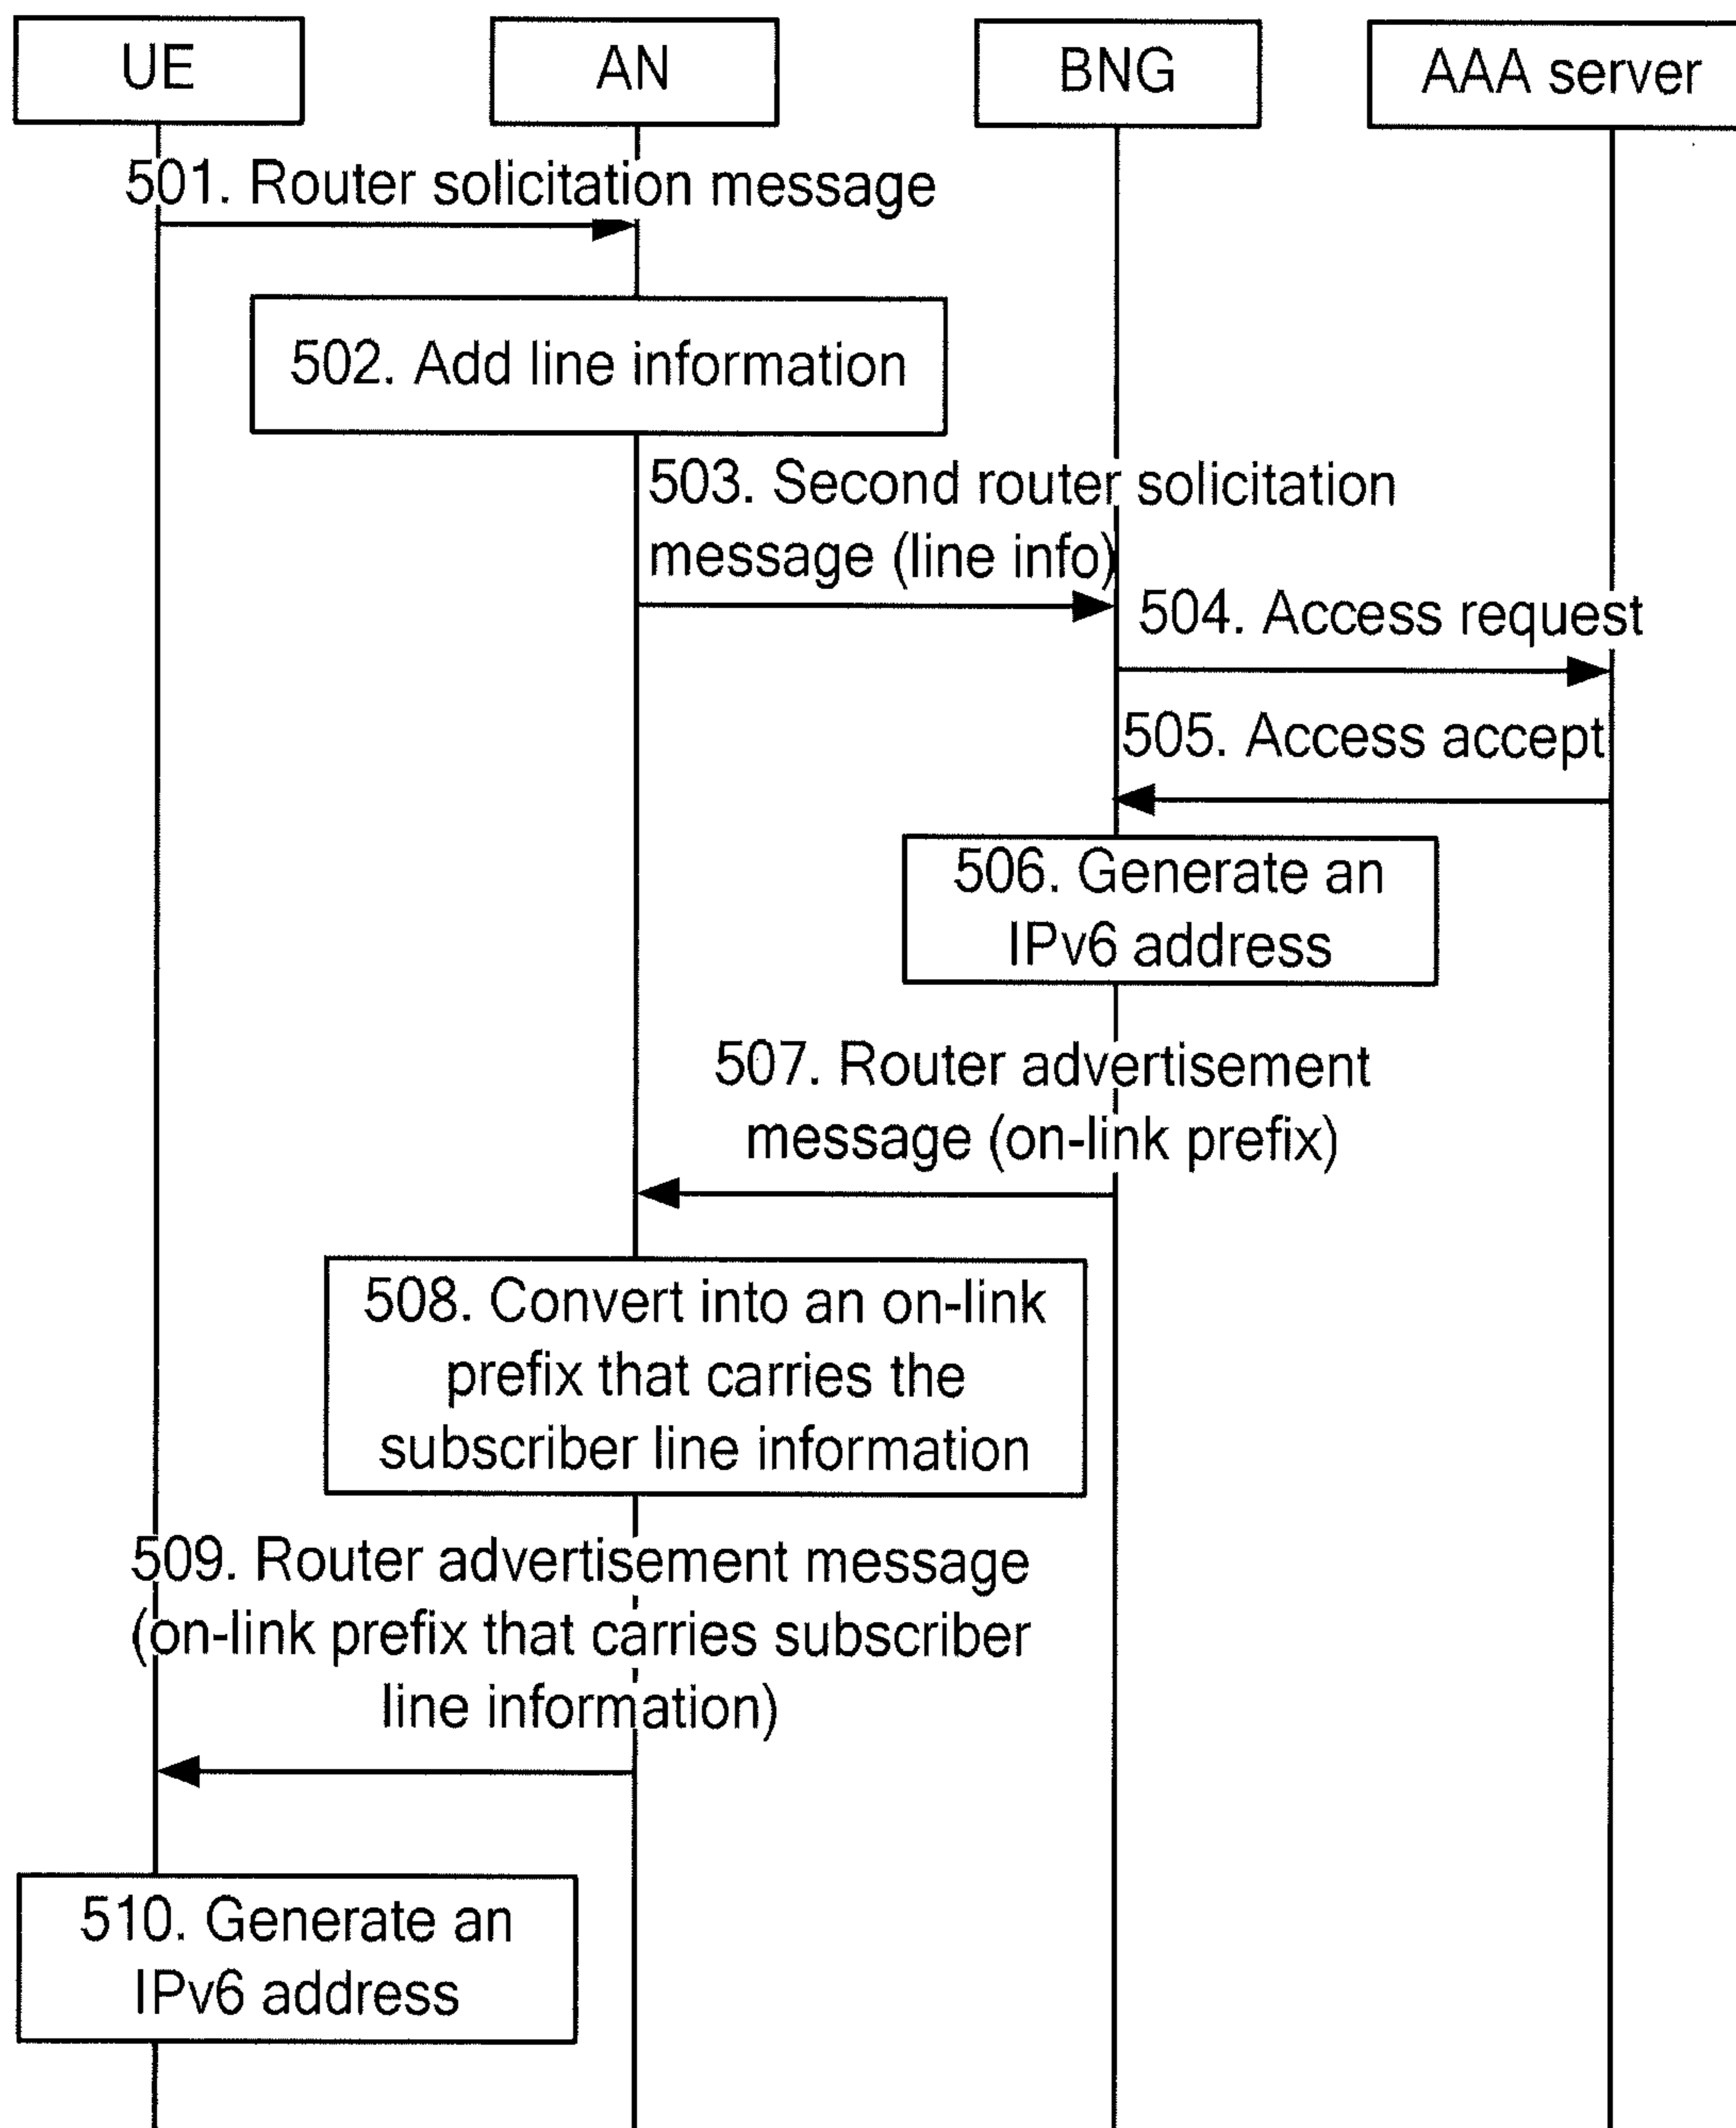 UE
AN
BNG
AAA server
501. Router solicitation message
502. Add line information
503. Second router solicitation
message (line info)
504. Access request
505. Access accept
506. Generate an
IPv6 address
507. Router advertisement
message (on-link prefix)
508. Convert into an on-link
prefix that carries the
subscriber line information
509. Router advertisement message
(on-link prefix that carries subscriber
line information)
510. Generate an
IPv6 address